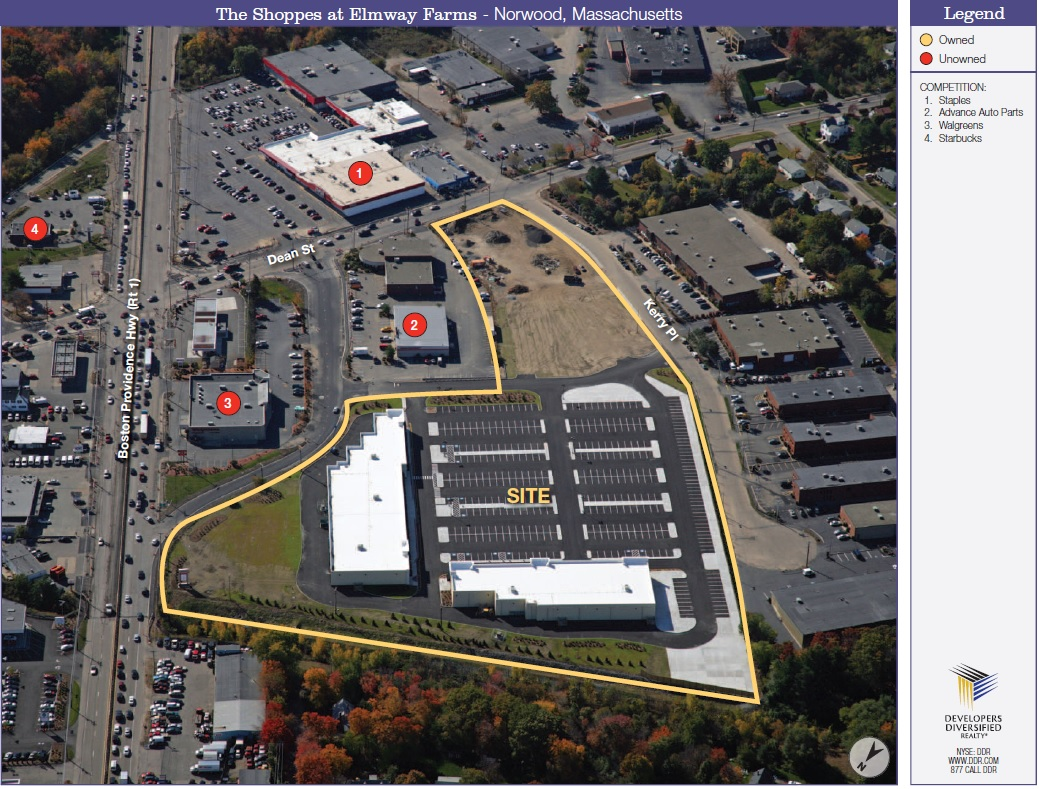 The Shoppes at Elmway Farms - Norwood, Massachusetts
Legend
Owned
Unowned
COMPETITION:
1. Staples
2. Advance Auto Parts
3. Walgreens
4. Starbucks
1
4
Dean St
Boston Providence Hwy (Rt 1)
2
Kerry Pl
3
SITE
N
DEVELOPERS
DIVERSIFIED
REALTY®
NYSE: DDR
WWW.DDR.COM
877 CALL DDR